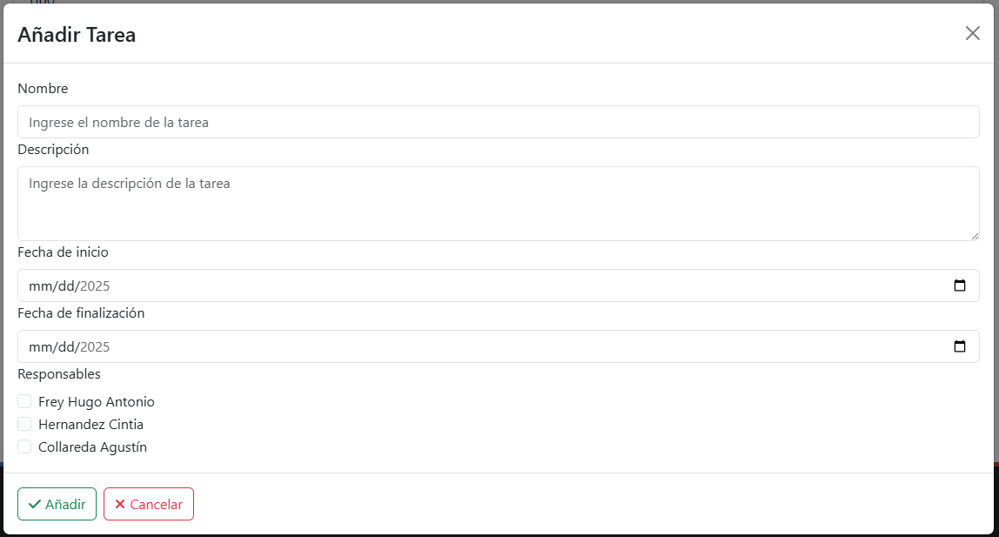 Añadir Tarea
Nombre
Ingrese el nombre de la tarea
Descripción
Ingrese la descripción de la tarea
Fecha de inicio
mm/dd/2025
Fecha de finalización
mm/dd/2025
Responsables
Frey Hugo Antonio
Hernandez Cintia
Collareda Agustín
Añadir
Cancelar